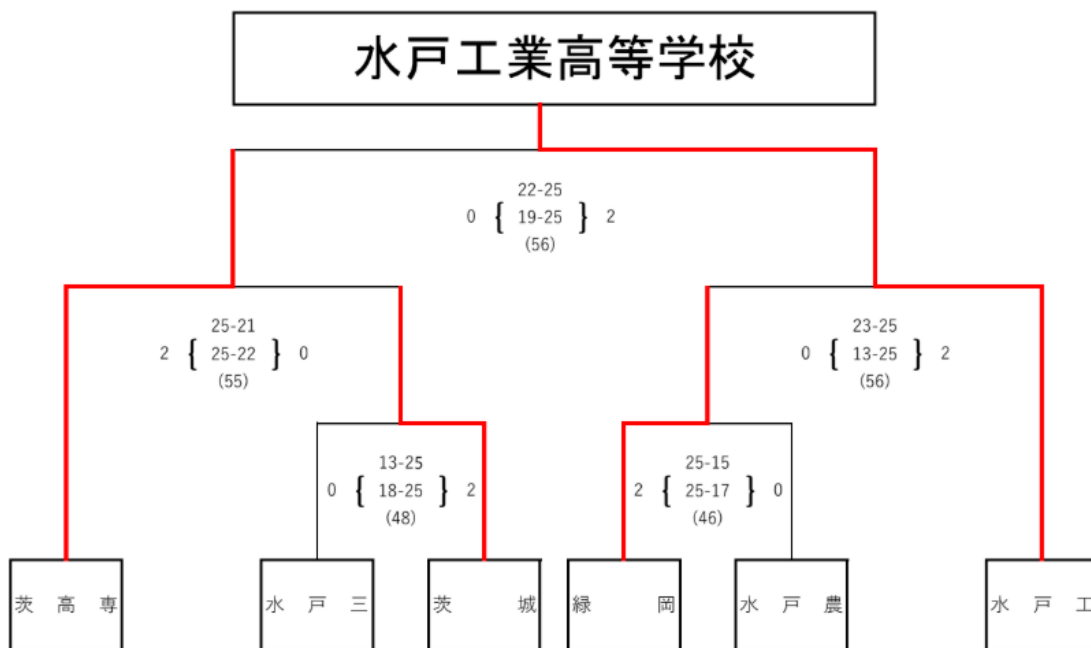 水戸工業高等学校
22-25
0 { 19-25 } 2
(56)
25-21
2 { 25-22 } 0
(55)
23-25
0 { 13-25 } 2
(56)
13-25
0 { 18-25 } 2
(48)
25-15
2 { 25-17 } 0
(46)
茨高専 水戸三 茨城 緑岡 水戸農 水戸工